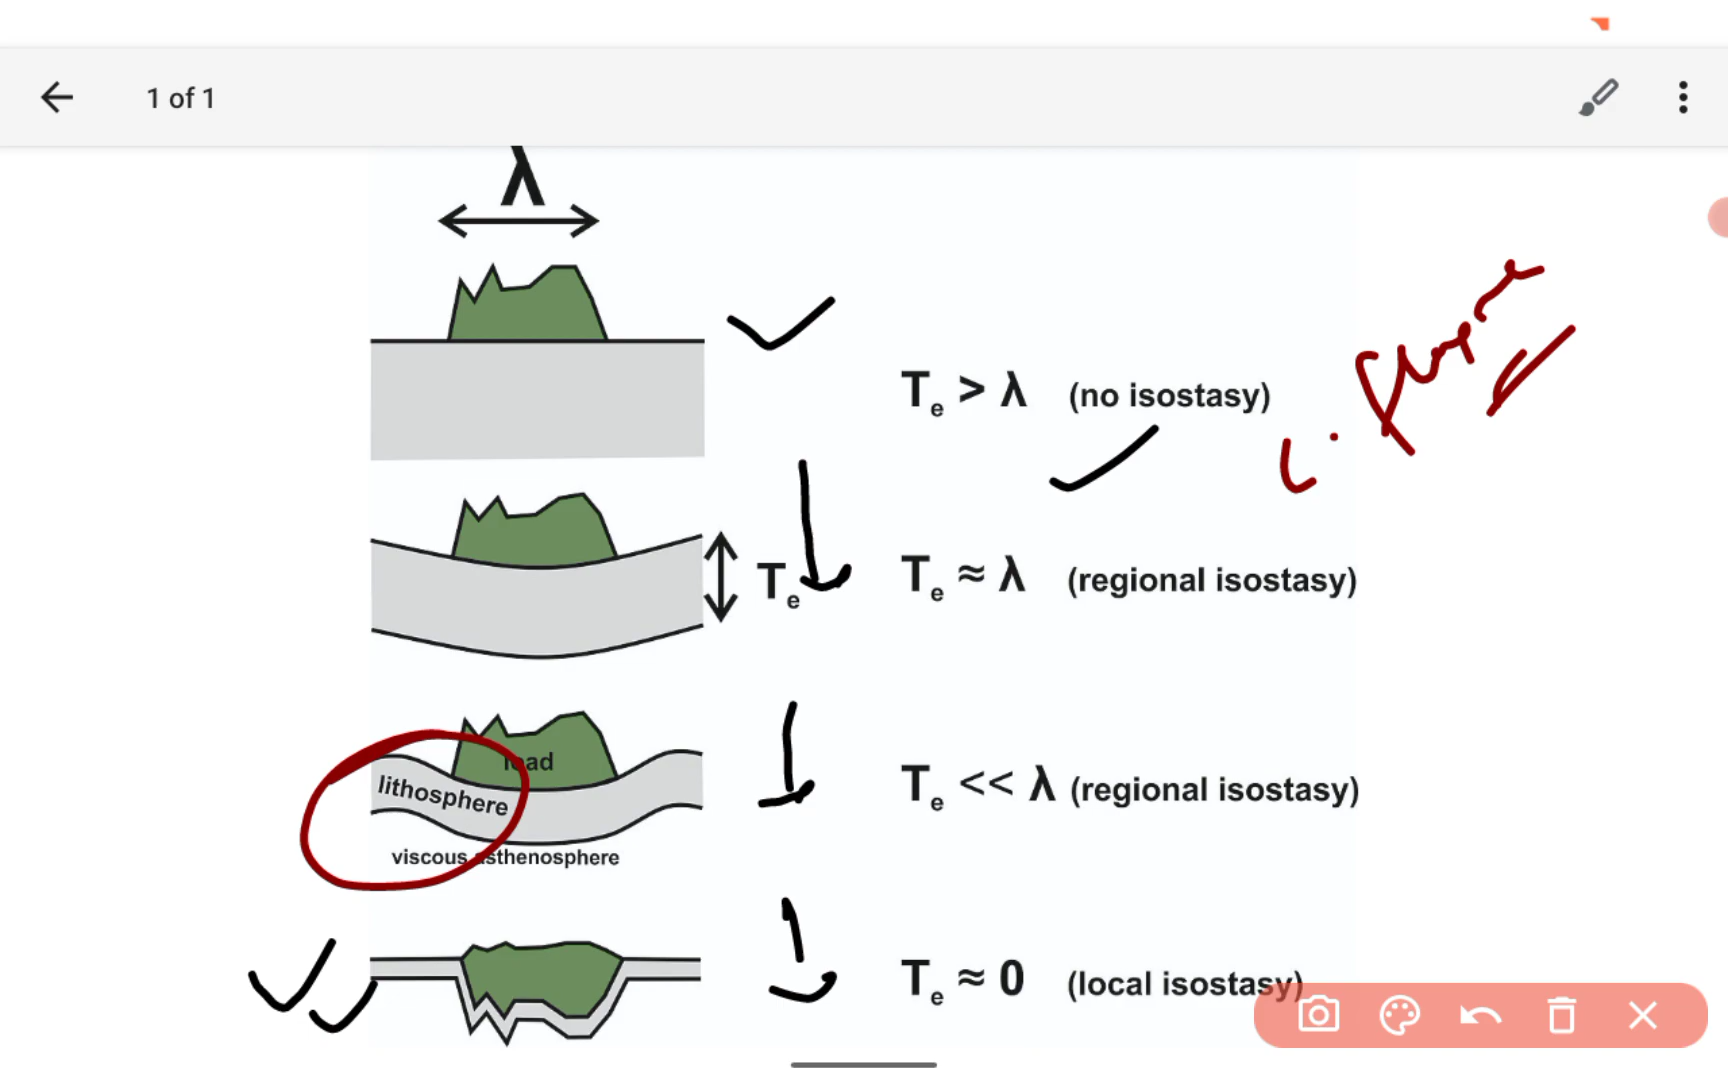 1 of 1
λ
Te > λ (no isostasy)
Te
Te ≈ λ (regional isostasy)
load
lithosphere
Te << λ (regional isostasy)
viscous asthenosphere
Te ≈ 0 (local isostasy)